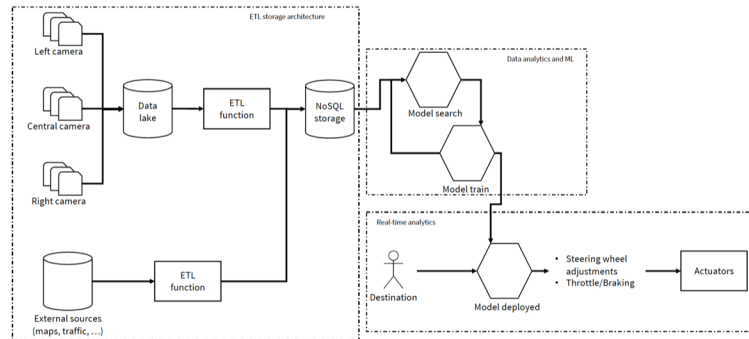 ETL storage architecture
Left camera
Central camera
Right camera
Data
lake
ETL
function
NoSQL
storage
External sources
(maps, traffic, ...)
ETL
function
Data analytics and ML
Model search
Model train
Real-time analytics
Destination
Model deployed
• Steering wheel
adjustments
• Throttle/Braking
Actuators